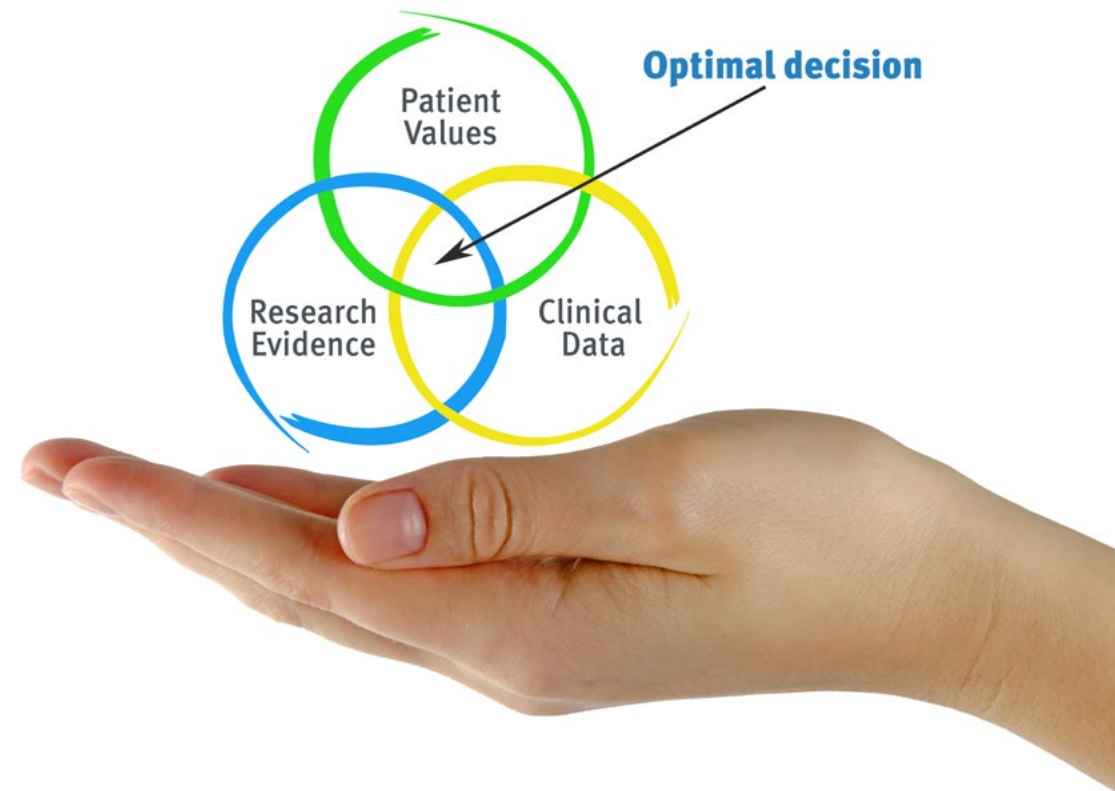 Optimal decision
Patient
Values
Research
Evidence
Clinical
Data